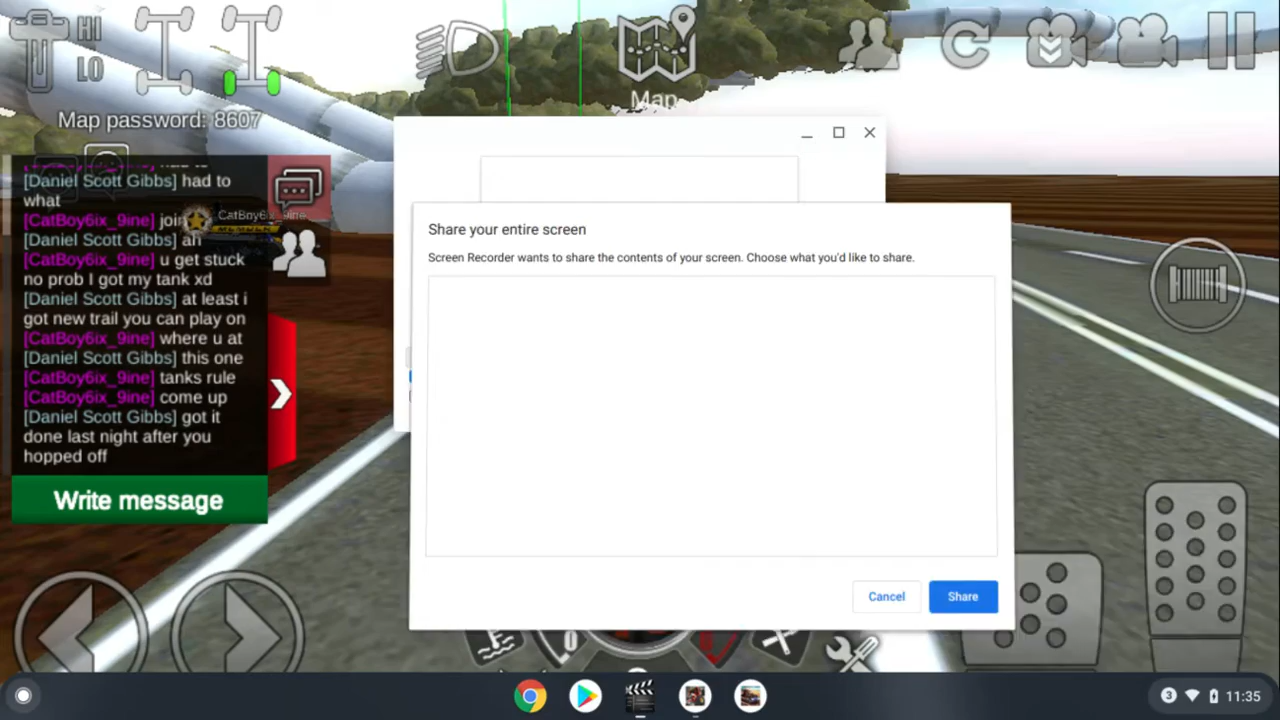 HI
LO
Map
Map password: 8607
[Daniel Scott Gibbs] had to
what
[CatBoy6ix_9ine] join
CatBoy6ix_9ine
MEMBER
[Daniel Scott Gibbs] ah
[CatBoy6ix_9ine] u get stuck
no prob I got my tank xd
[Daniel Scott Gibbs] at least i
got new trail you can play on
[CatBoy6ix_9ine] where u at
[Daniel Scott Gibbs] this one
[CatBoy6ix_9ine] tanks rule
[CatBoy6ix_9ine] come up
[Daniel Scott Gibbs] got it
done last night after you
hopped off
Write message
Share your entire screen
Screen Recorder wants to share the contents of your screen. Choose what you'd like to share.
Cancel
Share
3
11:35